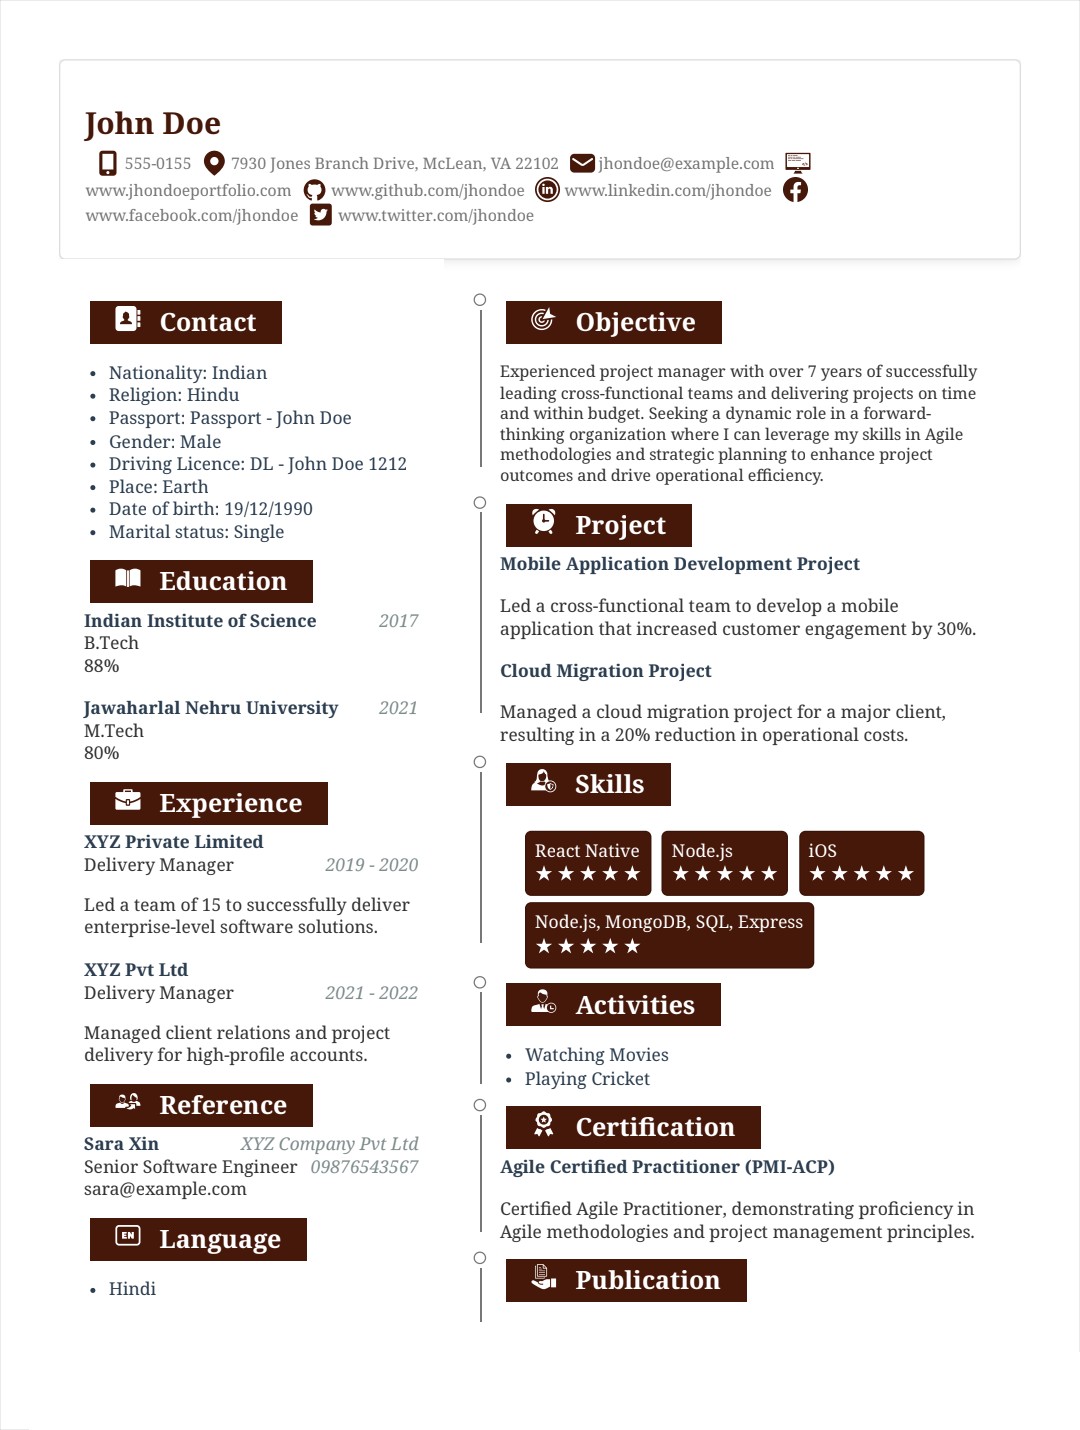 John Doe
555-0155 7930 Jones Branch Drive, McLean, VA 22102 jhondoe@example.com
www.jhondoeportfolio.com www.github.com/jhondoe www.linkedin.com/jhondoe
www.facebook.com/jhondoe www.twitter.com/jhondoe
Contact
Nationality: Indian
Religion: Hindu
Passport: Passport - John Doe
Gender: Male
Driving Licence: DL - John Doe 1212
Place: Earth
Date of birth: 19/12/1990
Marital status: Single
Education
Indian Institute of Science 2017
B.Tech
88%
Jawaharlal Nehru University 2021
M.Tech
80%
Experience
XYZ Private Limited
Delivery Manager 2019 - 2020
Led a team of 15 to successfully deliver
enterprise-level software solutions.
XYZ Pvt Ltd
Delivery Manager 2021 - 2022
Managed client relations and project
delivery for high-profile accounts.
Reference
Sara Xin XYZ Company Pvt Ltd
Senior Software Engineer 09876543567
sara@example.com
EN Language
Hindi
Objective
Experienced project manager with over 7 years of successfully
leading cross-functional teams and delivering projects on time
and within budget. Seeking a dynamic role in a forward-
thinking organization where I can leverage my skills in Agile
methodologies and strategic planning to enhance project
outcomes and drive operational efficiency.
Project
Mobile Application Development Project
Led a cross-functional team to develop a mobile
application that increased customer engagement by 30%.
Cloud Migration Project
Managed a cloud migration project for a major client,
resulting in a 20% reduction in operational costs.
Skills
React Native Node.js iOS
★★★★★ ★★★★★ ★★★★★
Node.js, MongoDB, SQL, Express
★★★★★
Activities
Watching Movies
Playing Cricket
Certification
Agile Certified Practitioner (PMI-ACP)
Certified Agile Practitioner, demonstrating proficiency in
Agile methodologies and project management principles.
Publication